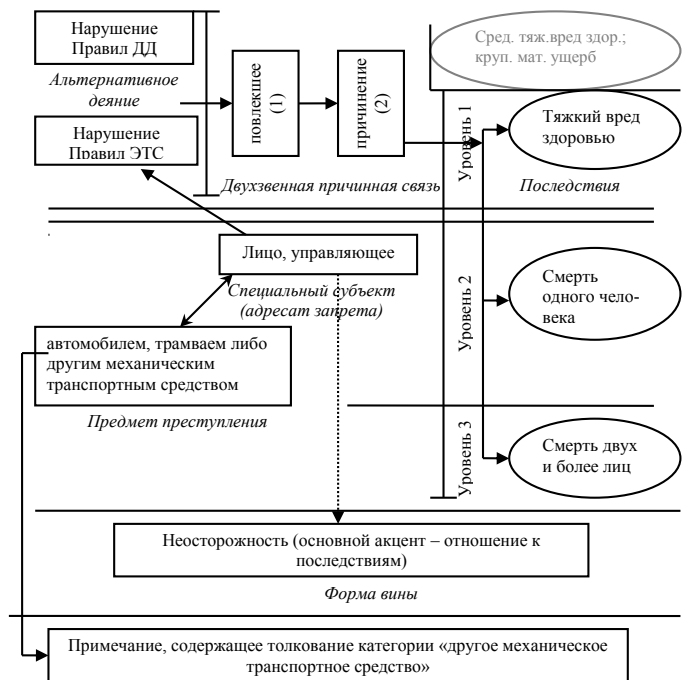 Нарушение
Правил ДД
Альтернативное
деяние
Нарушение
Правил ЭТС
повлекшее
(1)
причинение
(2)
Двухзвенная причинная связь
Сред. тяж.вред здор.;
круп. мат. ущерб
Уровень 1
Тяжкий вред
здоровью
Последствия
Лицо, управляющее
Специальный субъект
(адресат запрета)
Уровень 2
Смерть
одного чело-
века
автомобилем, трамваем либо
другим механическим
транспортным средством
Предмет преступления
Уровень 3
Смерть двух
и более лиц
Неосторожность (основной акцент – отношение к
последствиям)
Форма вины
Примечание, содержащее толкование категории «другое механическое
транспортное средство»